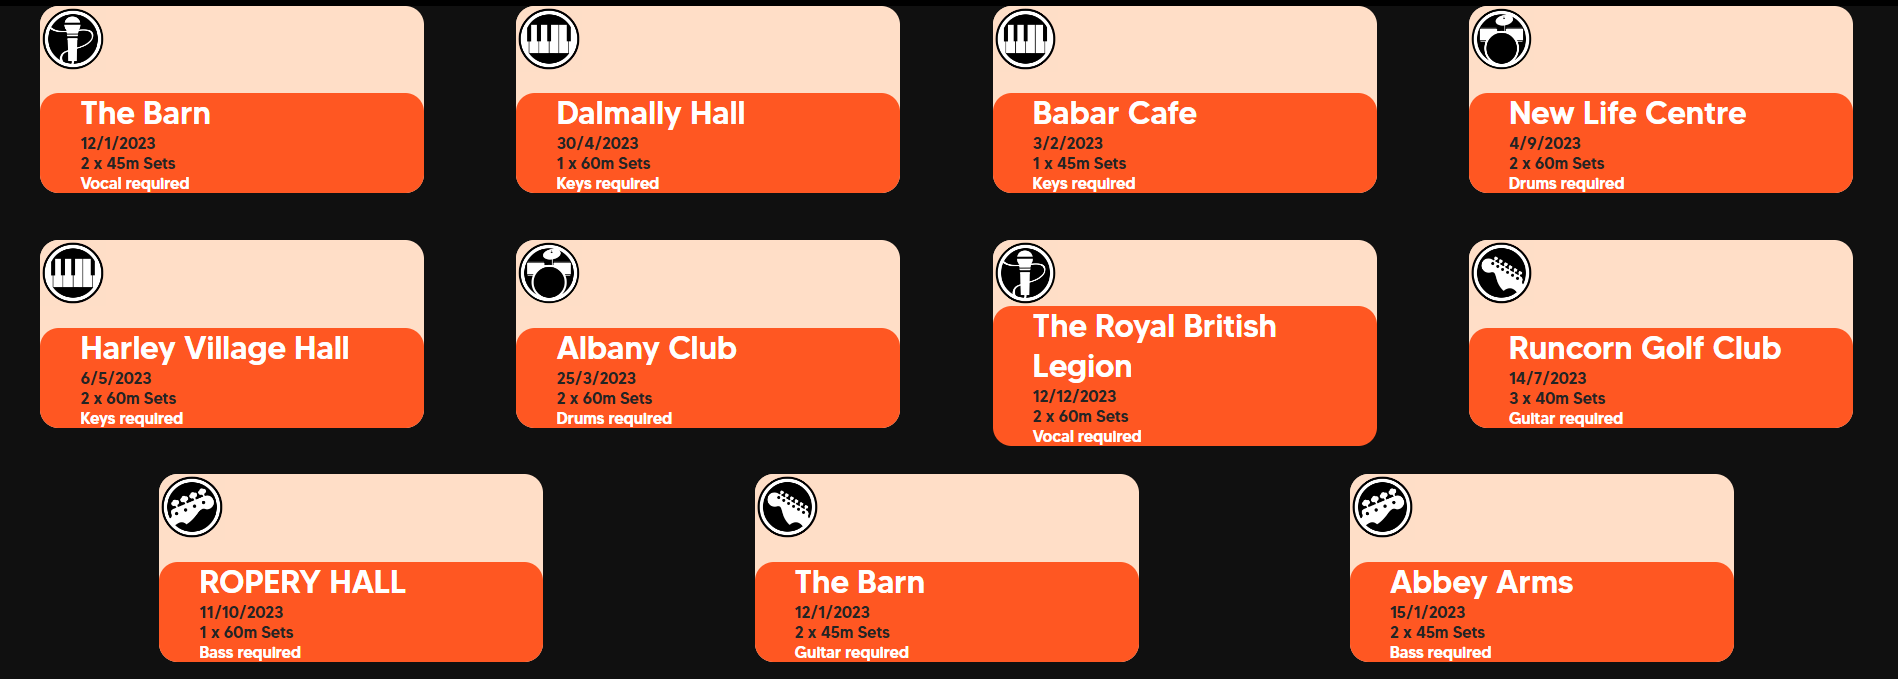 The Barn
12/1/2023
2 x 45m Sets
Vocal required
Dalmally Hall
30/4/2023
1 x 60m Sets
Keys required
Babar Cafe
3/2/2023
1 x 45m Sets
Keys required
New Life Centre
4/9/2023
2 x 60m Sets
Drums required
Harley Village Hall
6/5/2023
2 x 60m Sets
Keys required
Albany Club
25/3/2023
2 x 60m Sets
Drums required
The Royal British
Legion
12/12/2023
2 x 60m Sets
Vocal required
Runcorn Golf Club
14/7/2023
3 x 40m Sets
Guitar required
ROPERY HALL
11/10/2023
1 x 60m Sets
Bass required
The Barn
12/1/2023
2 x 45m Sets
Guitar required
Abbey Arms
15/1/2023
2 x 45m Sets
Bass required